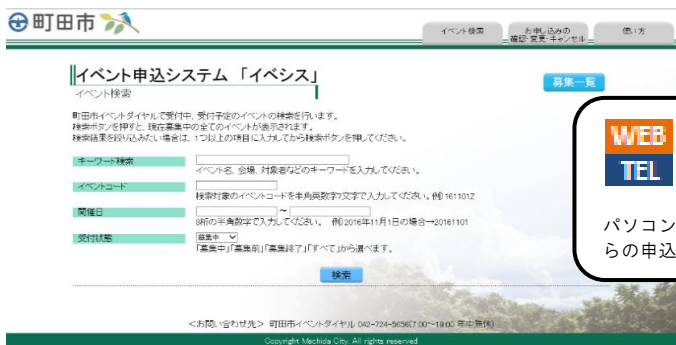 町田市
イベント検索
お申し込みの
確認・変更・キャンセル
使い方
イベント申込システム 「イベシス」
募集一覧
イベント検索
町田市イベントダイヤルで受付中、受付予定のイベントの検索を行います。
検索ボタンを押すと、現在募集中の全てのイベントが表示されます。
検索結果を絞り込みたい場合は、1つ以上の項目に入力してから検索ボタンを押してください。
キーワード検索
イベント名、会場、対象者などのキーワードを入力してください。
イベントコード
検索対象のイベントコードを半角英数字7文字で入力してください。 例)161101Z
開催日
～
8桁の半角数字で入力してください。 例)2016年11月1日の場合→20161101
受付状態
募集中
「募集中」「募集前」「募集終了」「すべて」から選べます。
検索
WEB
TEL
パソコン
らの申込
＜お問い合わせ先＞ 町田市イベントダイヤル 042-724-5656(7:00～19:00 年中無休)
Copyright Machida City. All rights reserved